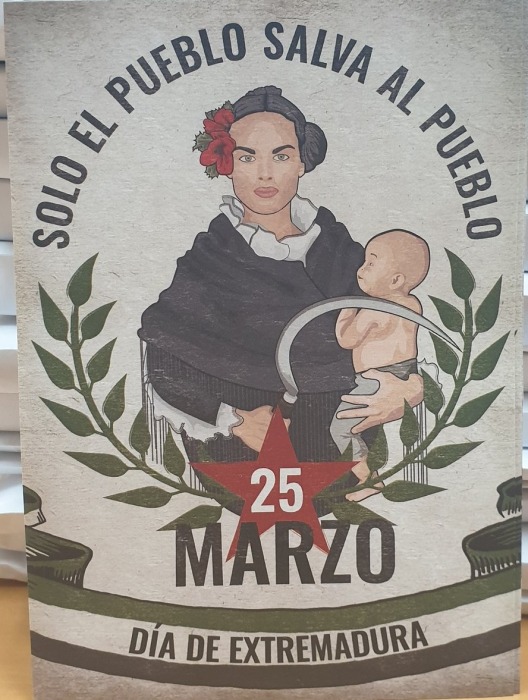 SOLO EL PUEBLO SALVA AL PUEBLO
25
MARZO
DÍA DE EXTREMADURA